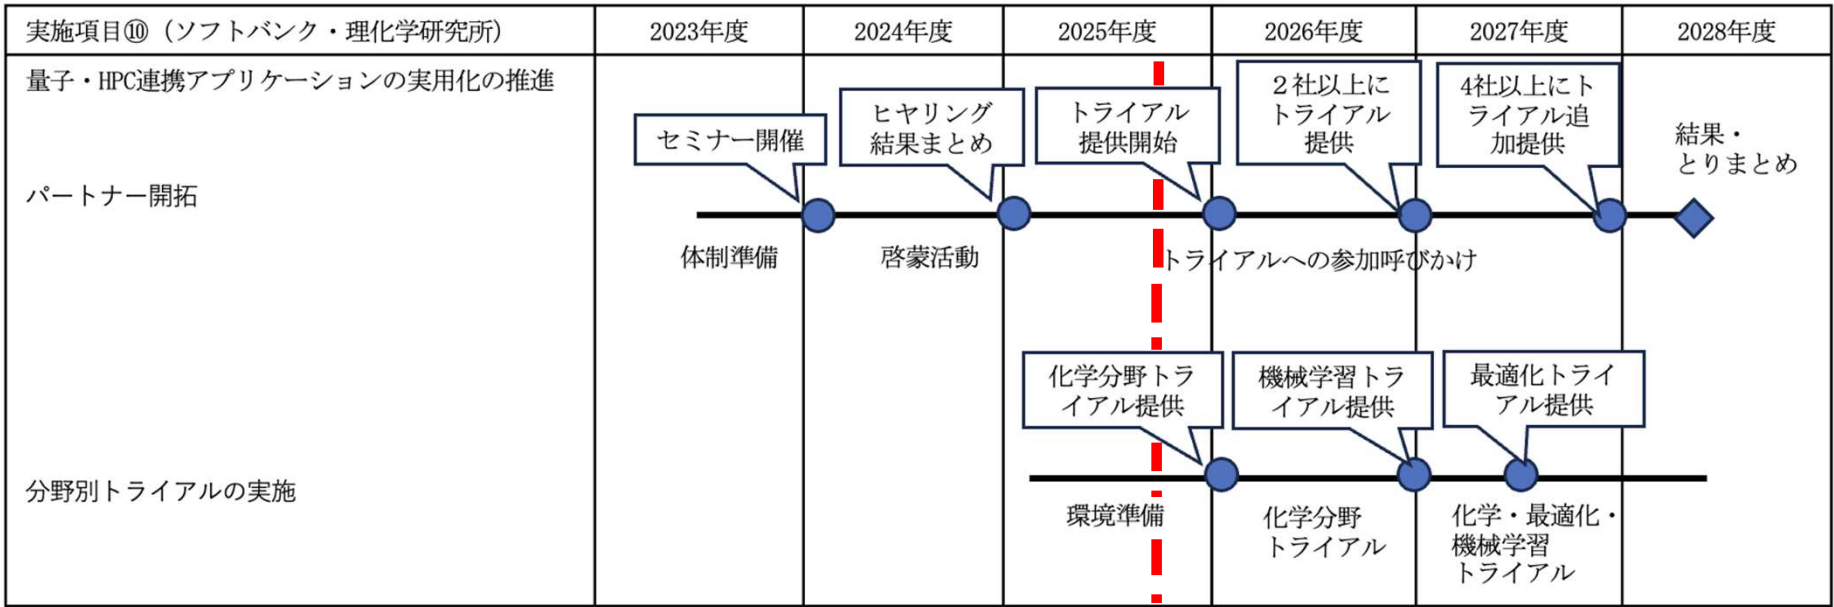 実施項目⑩（ソフトバンク・理化学研究所）
2023年度
2024年度
2025年度
2026年度
2027年度
2028年度
量子・HPC連携アプリケーションの実用化の推進
セミナー開催
ヒヤリング
結果まとめ
トライアル
提供開始
２社以上に
トライアル
提供
4社以上にト
ライアル追
加提供
結果・
とりまとめ
パートナー開拓
体制準備
啓蒙活動
トライアルへの参加呼びかけ
化学分野トラ
イアル提供
機械学習トラ
イアル提供
最適化トライ
アル提供
分野別トライアルの実施
環境準備
化学分野
トライアル
化学・最適化・
機械学習
トライアル